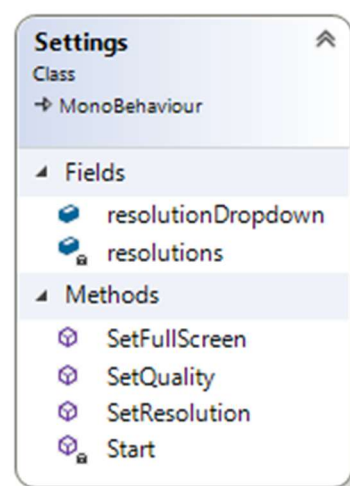 Settings
Class
MonoBehaviour
Fields
resolutionDropdown
resolutions
Methods
SetFullScreen
SetQuality
SetResolution
Start